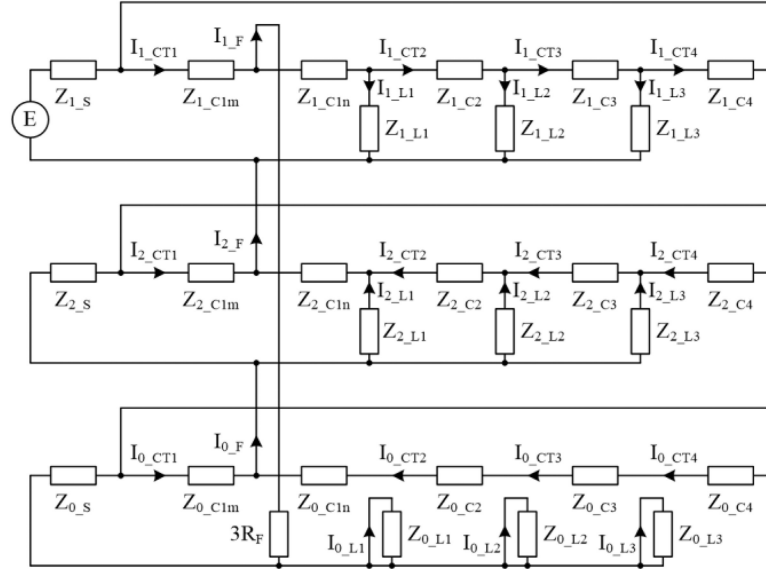 I1_CT1 I1_F I1_CT2 I1_CT3 I1_CT4
Z1_S Z1_C1m Z1_C1n I1_L1 Z1_C2 I1_L2 Z1_C3 I1_L3 Z1_C4
E Z1_L1 Z1_L2 Z1_L3
I2_CT1 I2_F I2_CT2 I2_CT3 I2_CT4
Z2_S Z2_C1m Z2_C1n I2_L1 Z2_C2 I2_L2 Z2_C3 I2_L3 Z2_C4
Z2_L1 Z2_L2 Z2_L3
I0_CT1 I0_F I0_CT2 I0_CT3 I0_CT4
Z0_S Z0_C1m Z0_C1n Z0_C2 Z0_C3 Z0_C4
3RF I0_L1 Z0_L1 I0_L2 Z0_L2 I0_L3 Z0_L3